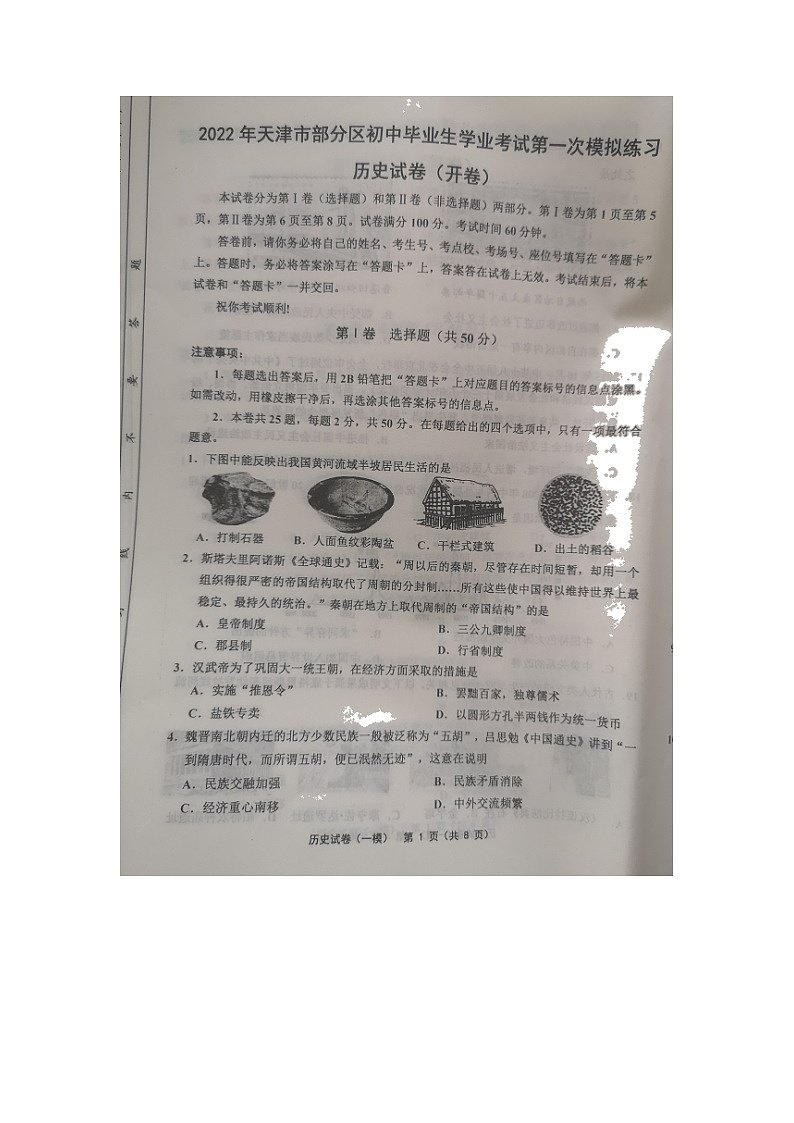 2022 年天津市部分区初中毕业生学业考试第一次模拟练习
历史试卷（开卷）
本试卷分为第Ⅰ卷（选择题）和第Ⅱ卷（非选择题）两部分。第Ⅰ卷为第 1 页至第 5
页，第Ⅱ卷为第 6 页至第 8 页。试卷满分 100 分。考试时间 60 分钟。
答卷前，请你务必将自己的姓名、考生号、考点校、考场号、座位号填写在“答题卡”
上。答题时，务必将答案涂写在“答题卡”上，答案答在试卷上无效。考试结束后，将本
试卷和“答题卡”一并交回。
祝你考试顺利!
第Ⅰ卷 选择题（共 50 分）
注意事项：
1．每题选出答案后，用 2B 铅笔把“答题卡”上对应题目的答案标号的信息点涂黑。
如需改动，用橡皮擦干净后，再选涂其他答案标号的信息点。
2．本卷共 25 题，每题 2 分，共 50 分。在每题给出的四个选项中，只有一项最符合
题意。
1．下图中能反映出我国黄河流域半坡居民生活的是
A．打制石器 B．人面鱼纹彩陶盆 C．干栏式建筑 D．出土的稻谷
2．斯塔夫里阿诺斯《全球通史》记载：“周以后的秦朝，尽管存在时间短暂，却用一个
组织得很严密的帝国结构取代了周朝的分封制……所有这些使中国得以维持世界上最
稳定、最持久的统治。”秦朝在地方上取代周制的“帝国结构”的是
A．皇帝制度 B．三公九卿制度
C．郡县制 D．行省制度
3．汉武帝为了巩固大一统王朝，在经济方面采取的措施是
A．实施“推恩令” B．罢黜百家，独尊儒术
C．盐铁专卖 D．以圆形方孔半两钱作为统一货币
4．魏晋南北朝内迁的北方少数民族一般被泛称为“五胡”，吕思勉《中国通史》讲到“一
到隋唐时代，而所谓五胡，便已泯然无迹”，这意在说明
A．民族交融加强 B．民族矛盾消除
C．经济重心南移 D．中外交流频繁
历史试卷（一模） 第 1 页（共 8 页）
题
答
要
不
内
线